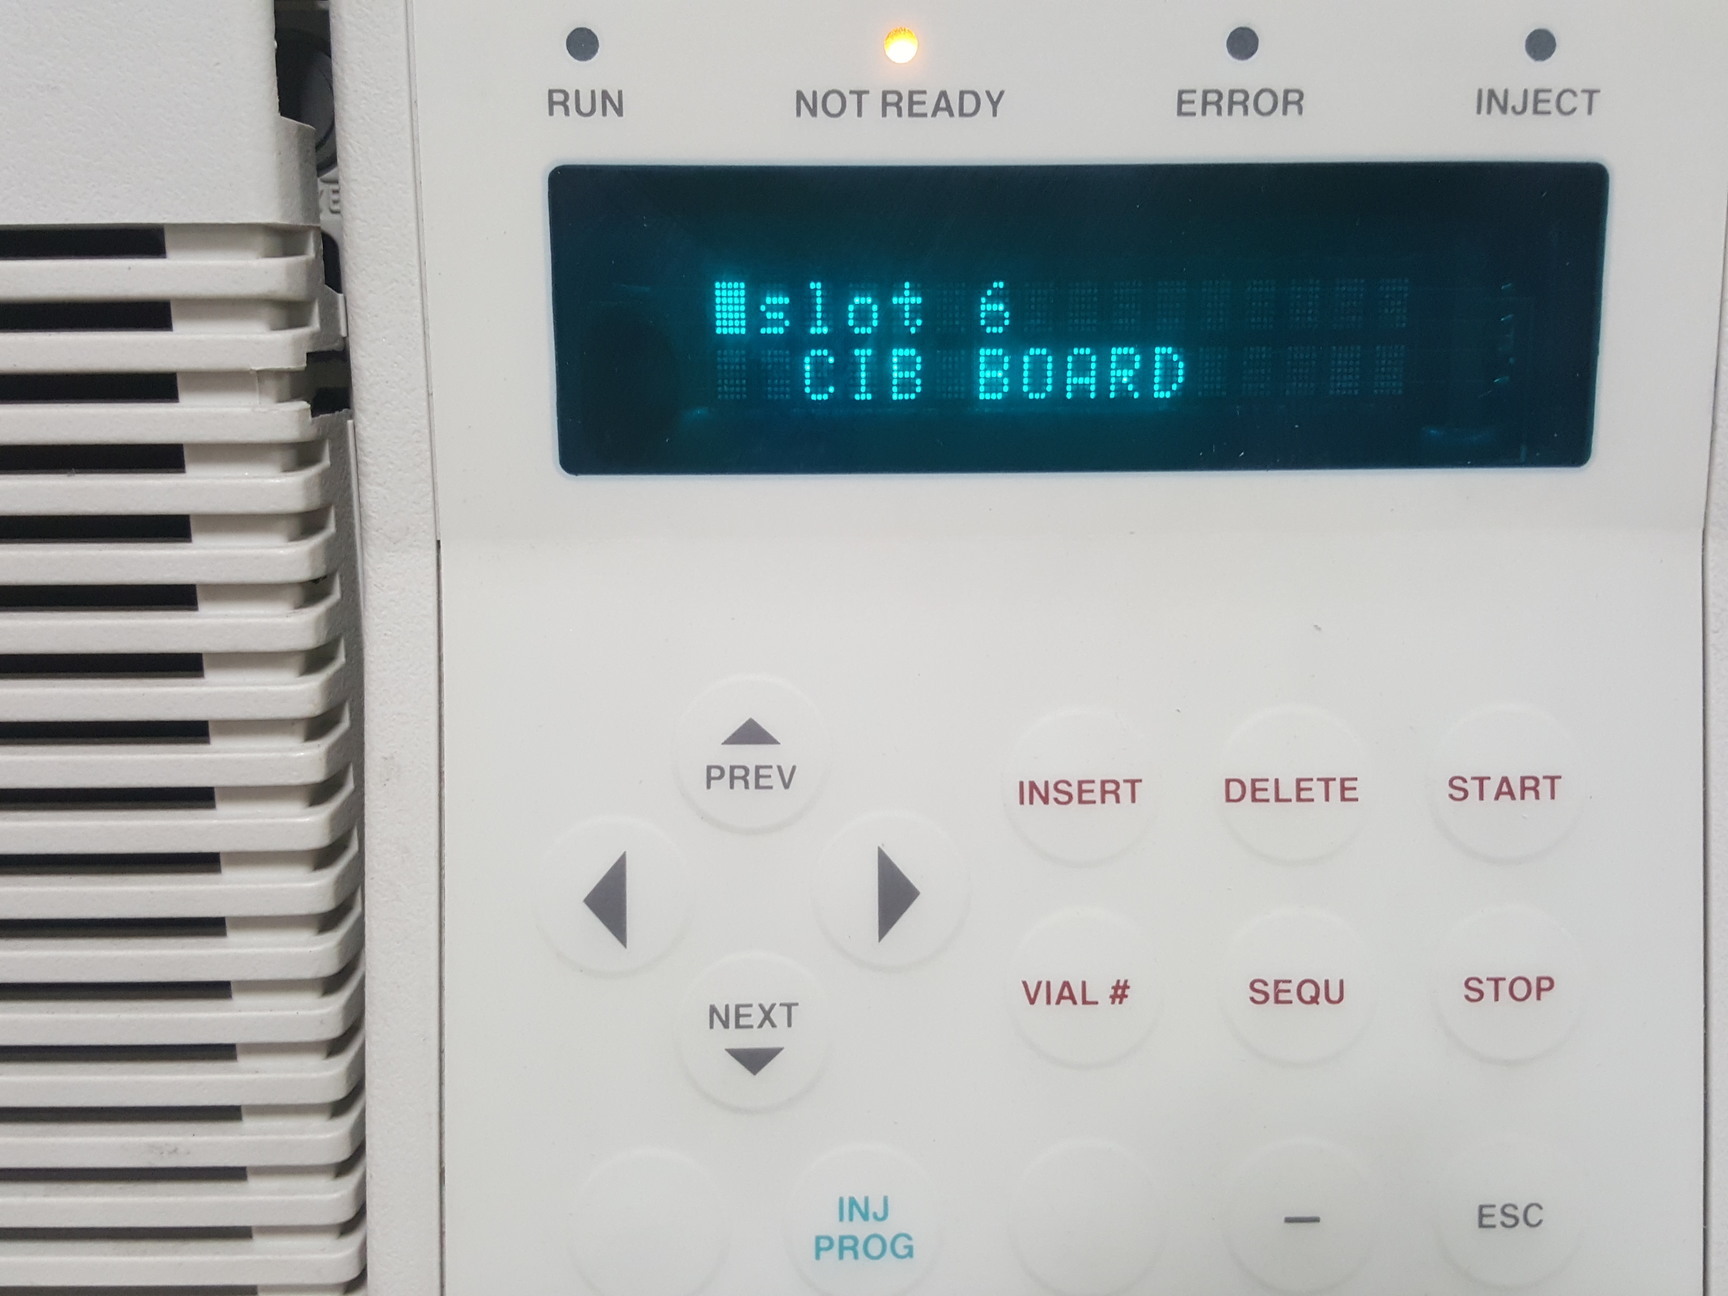 RUN NOT READY ERROR INJECT
slot 6
CIB BOARD
PREV
INSERT DELETE START
NEXT
VIAL # SEQU STOP
INJ
PROG
– ESC